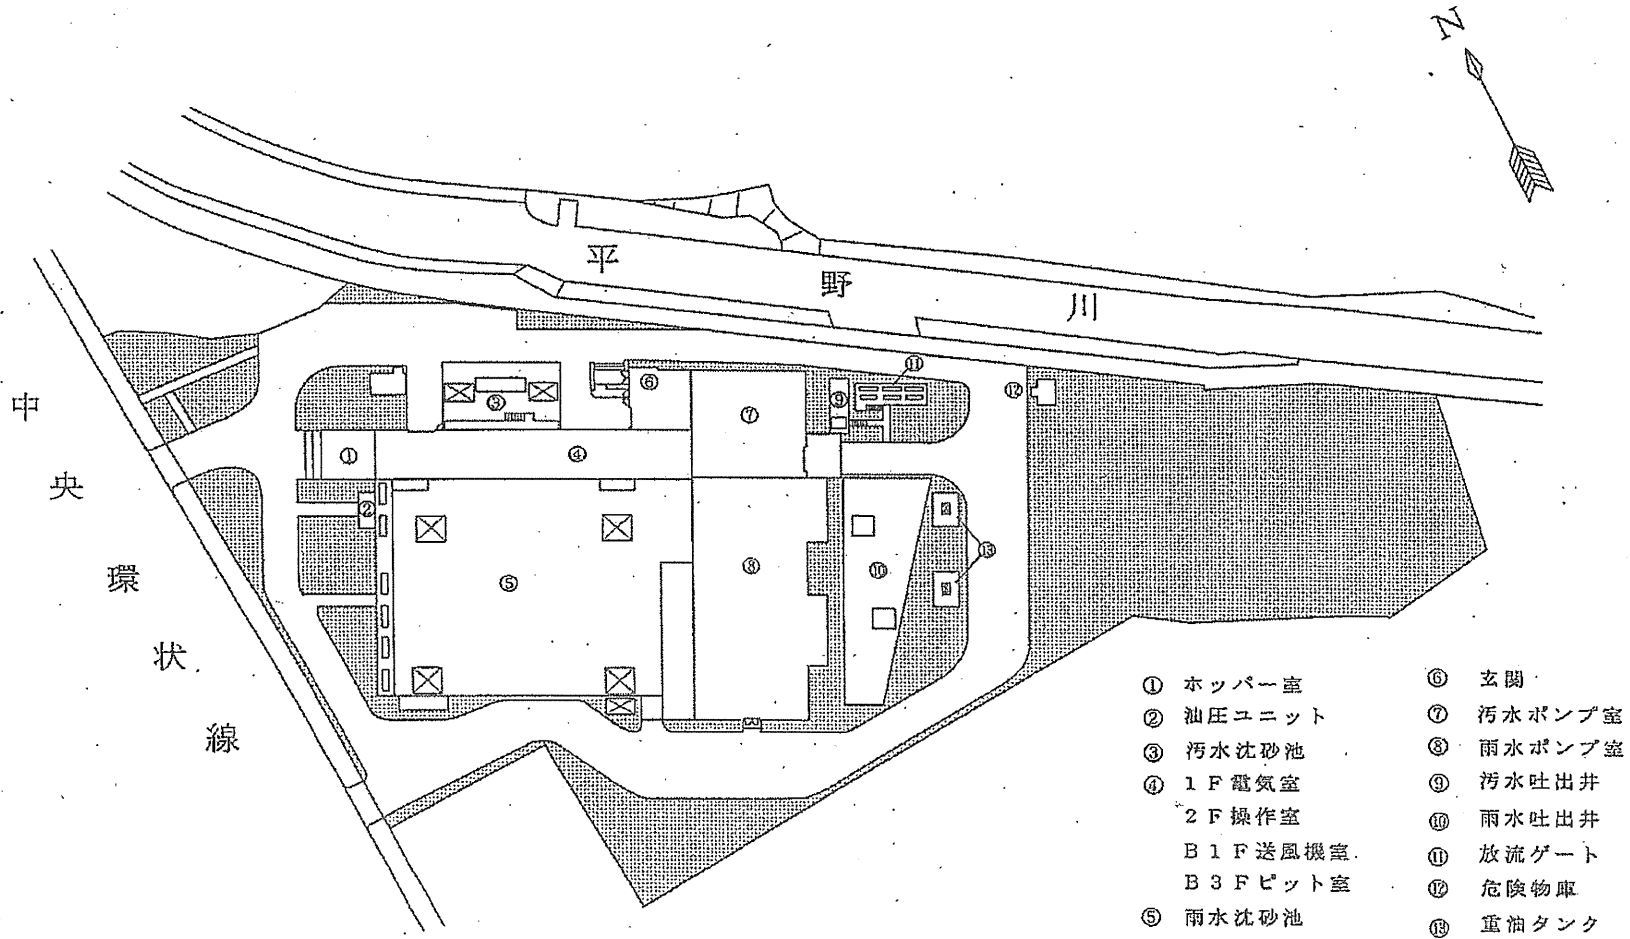 N
平野川
中央環状線
① ② ③ ④ ⑤ ⑥ ⑦ ⑧ ⑨ ⑩ ⑪ ⑫ ⑬
① ホッパー室
② 油圧ユニット
③ 汚水沈砂池
④ 1F電気室
2F操作室
B1F送風機室
B3Fピット室
⑤ 雨水沈砂池
⑥ 玄関
⑦ 汚水ポンプ室
⑧ 雨水ポンプ室
⑨ 汚水吐出井
⑩ 雨水吐出井
⑪ 放流ゲート
⑫ 危険物庫
⑬ 重油タンク